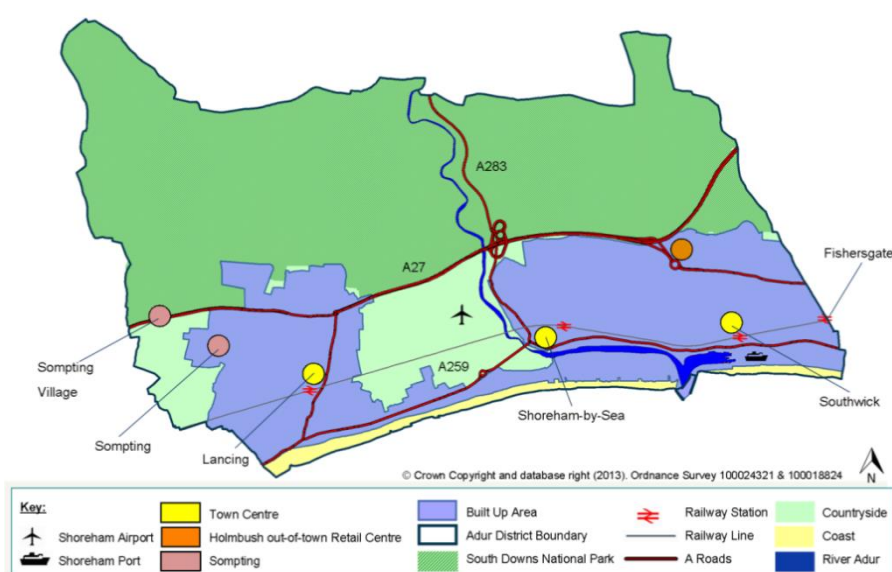 A283
Fishersgate
A27
Sompting
Village
A259
Sompting
Lancing
Shoreham-by-Sea
Southwick
© Crown Copyright and database right (2013). Ordnance Survey 100024321 & 100018824
N
Key:
Shoreham Airport
Shoreham Port
Town Centre
Holmbush out-of-town Retail Centre
Sompting
Built Up Area
Adur District Boundary
South Downs National Park
Railway Station
Railway Line
A Roads
Countryside
Coast
River Adur